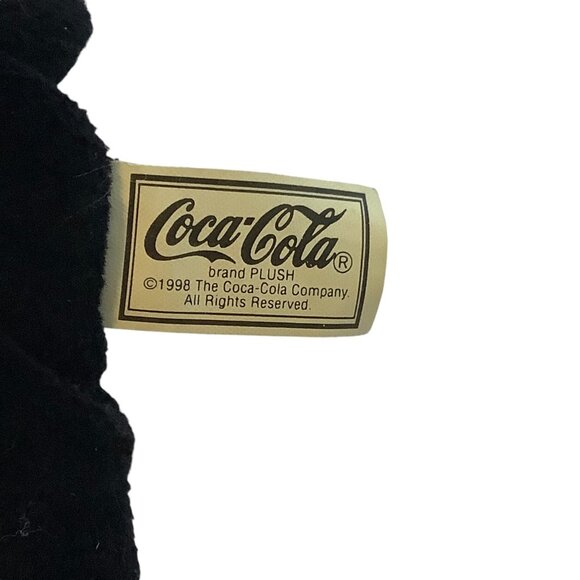 Coca-Cola®
brand PLUSH
©1998 The Coca-Cola Company.
All Rights Reserved.